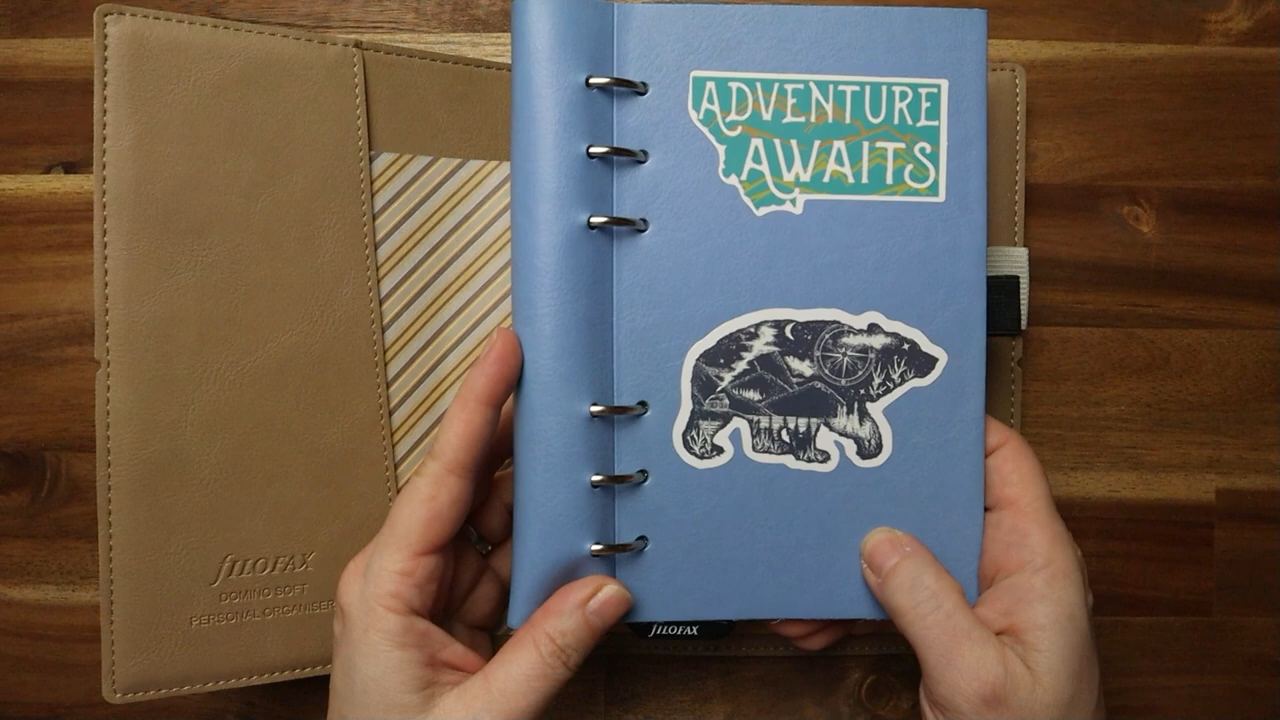 ADVENTURE
AWAITS
fILOFAX
DOMINO SOFT
PERSONAL ORGANISER
fILOFAX